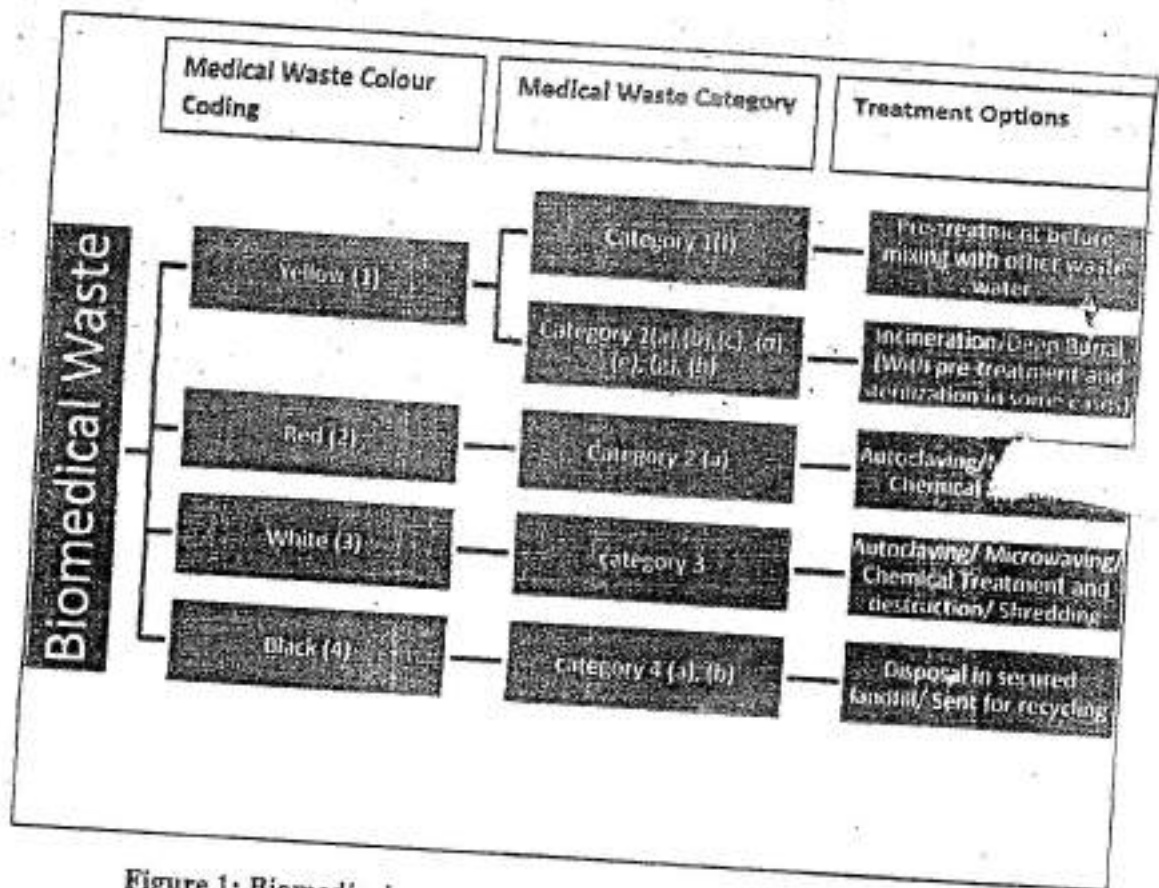 Medical Waste Colour
Coding
Medical Waste Category
Treatment Options
Biomedical Waste
Yellow (1)
Category 1(f)
Pre-treatment before
mixing with other waste
water
Category 1(a),(b),(c), (d)
(e), (g), (h)
Incineration/Deep Burial
(With pre-treatment and
sterilization in some cases)
Red (2)
Category 2 (a)
Autoclaving/
Chemical
White (3)
category 3
Autoclaving/ Microwaving/
Chemical Treatment and
destruction/ Shredding
Black (4)
category 4 (a), (b)
Disposal in secured
landfill/ Sent for recycling
Figure 1: